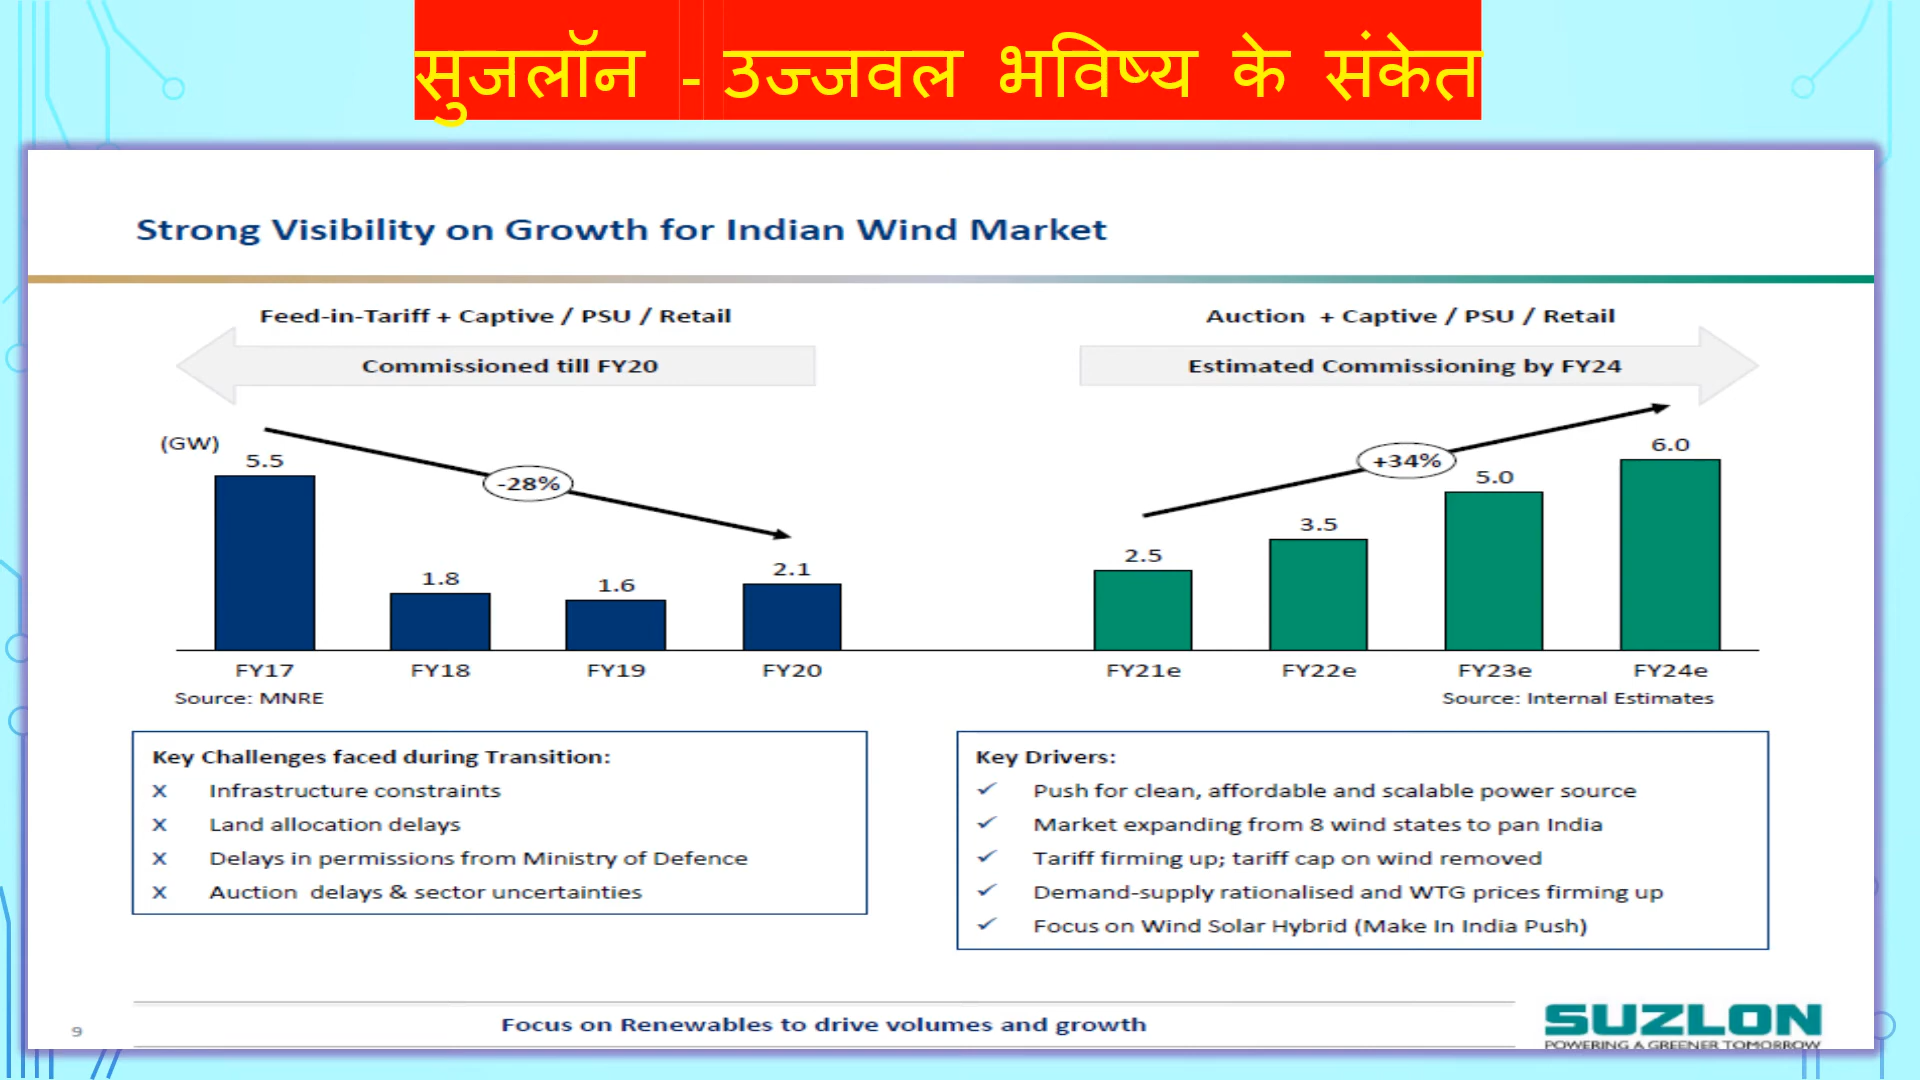 सुजलॉन - उज्जवल भविष्य के संकेत
Strong Visibility on Growth for Indian Wind Market
Feed-in-Tariff + Captive / PSU / Retail
Commissioned till FY20
(GW)
5.5
-28%
1.8
1.6
2.1
FY17 FY18 FY19 FY20
Source: MNRE
Auction + Captive / PSU / Retail
Estimated Commissioning by FY24
+34%
2.5
3.5
5.0
6.0
FY21e FY22e FY23e FY24e
Source: Internal Estimates
Key Challenges faced during Transition:
X Infrastructure constraints
X Land allocation delays
X Delays in permissions from Ministry of Defence
X Auction delays & sector uncertainties
Key Drivers:
✓ Push for clean, affordable and scalable power source
✓ Market expanding from 8 wind states to pan India
✓ Tariff firming up; tariff cap on wind removed
✓ Demand-supply rationalised and WTG prices firming up
✓ Focus on Wind Solar Hybrid (Make In India Push)
9
Focus on Renewables to drive volumes and growth
SUZLON
POWERING A GREENER TOMORROW